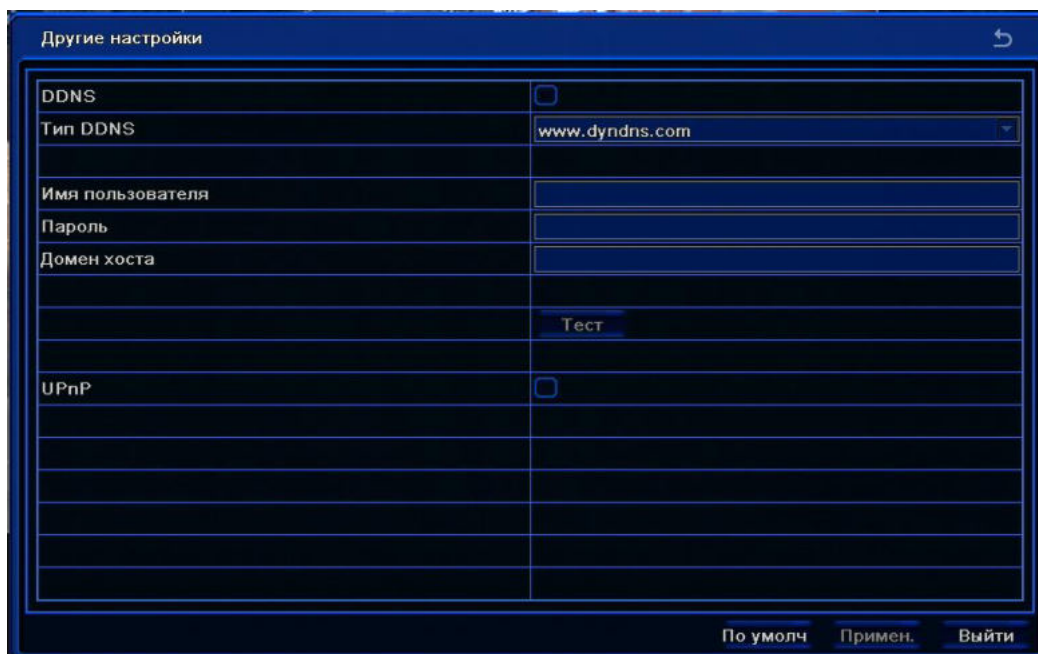 Другие настройки
DDNS
Тип DDNS www.dyndns.com
Имя пользователя
Пароль
Домен хоста
Тест
UPnP
По умолч Примен. Выйти